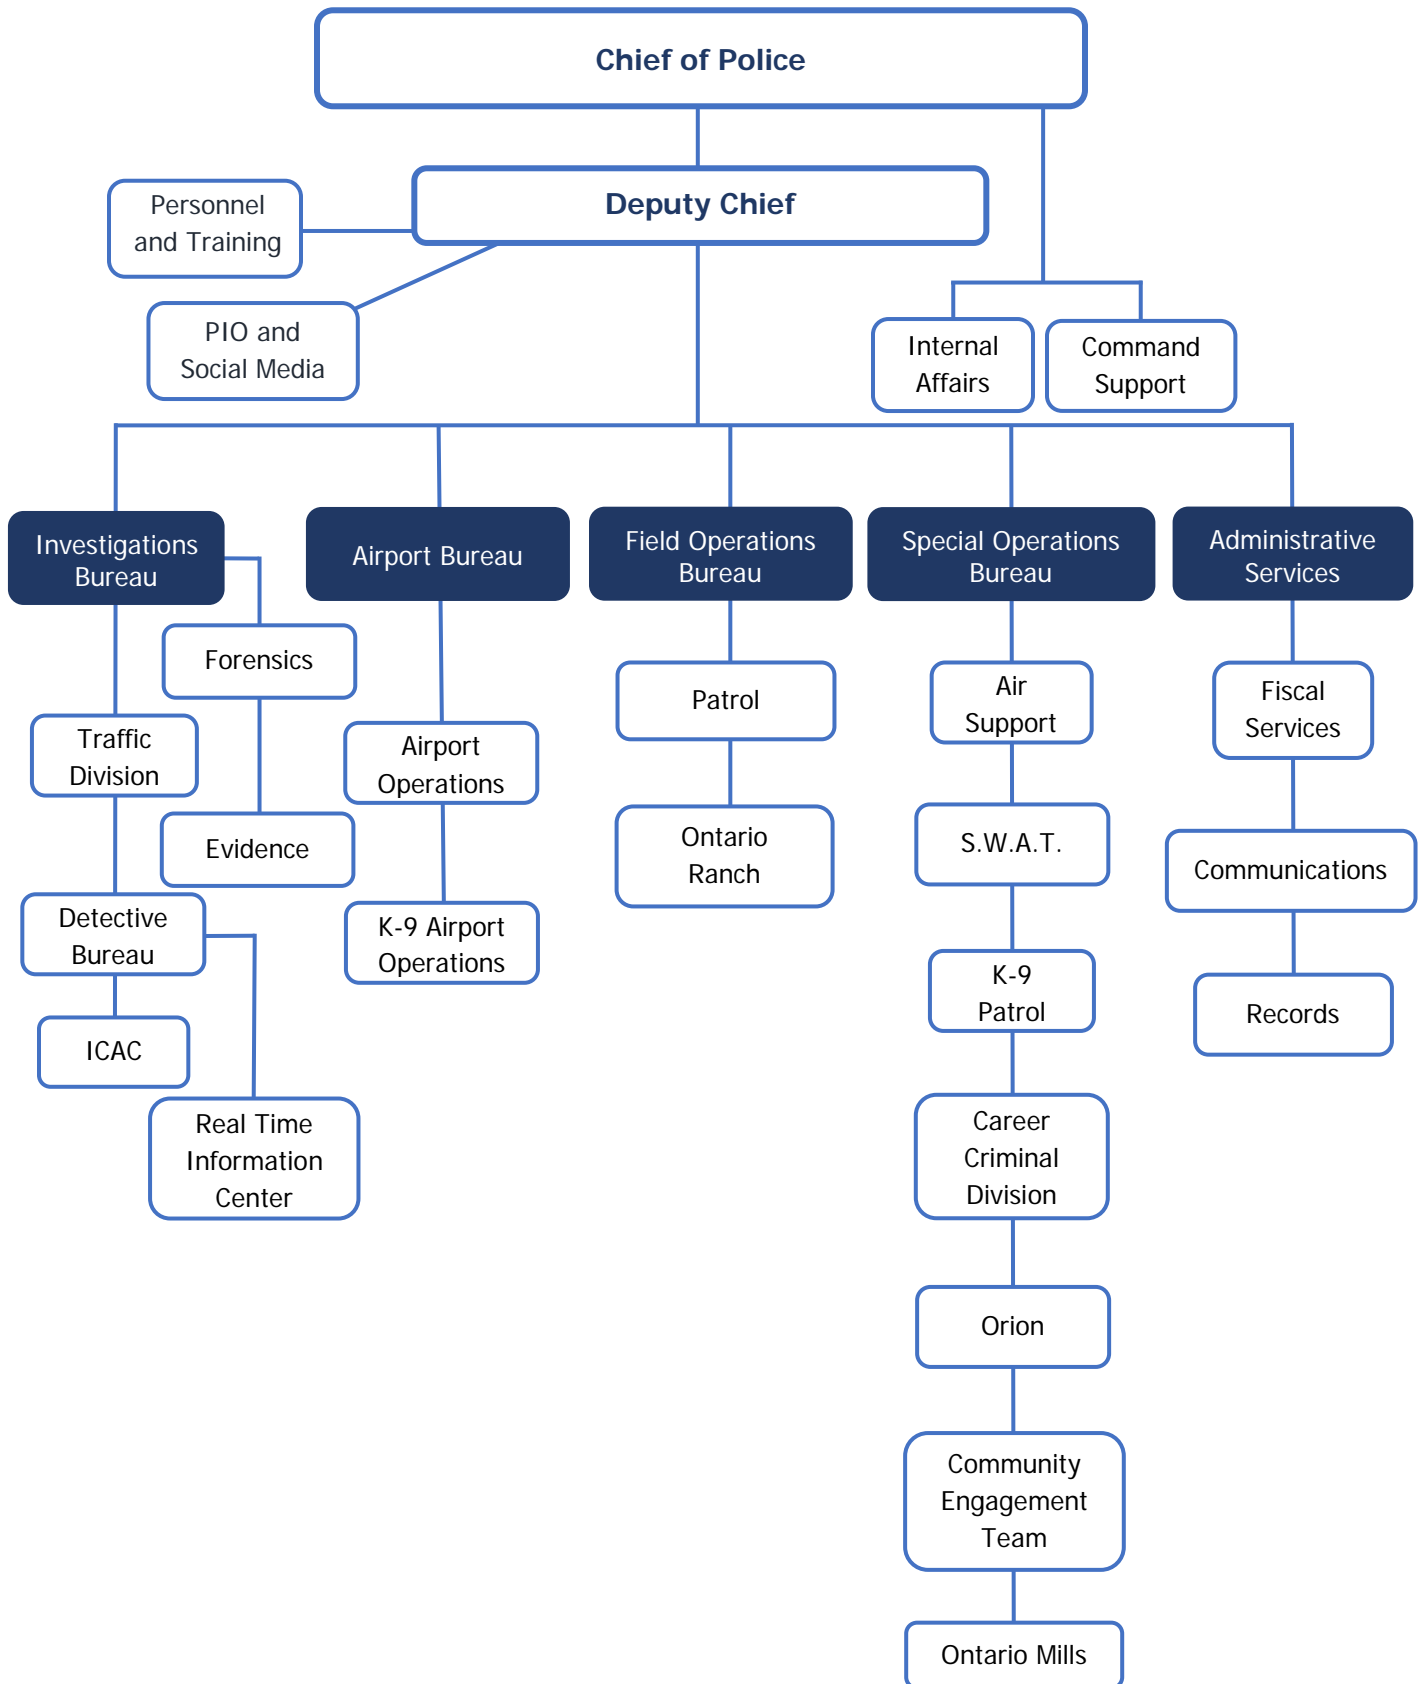 Chief of Police
Deputy Chief
Personnel
and Training
PIO and
Social Media
Internal
Affairs
Command
Support
Investigations
Bureau
Airport Bureau
Field Operations
Bureau
Special Operations
Bureau
Administrative
Services
Forensics
Traffic
Division
Evidence
Detective
Bureau
ICAC
Real Time
Information
Center
Airport
Operations
K-9 Airport
Operations
Patrol
Ontario
Ranch
Air
Support
S.W.A.T.
K-9
Patrol
Career
Criminal
Division
Orion
Community
Engagement
Team
Ontario Mills
Fiscal
Services
Communications
Records